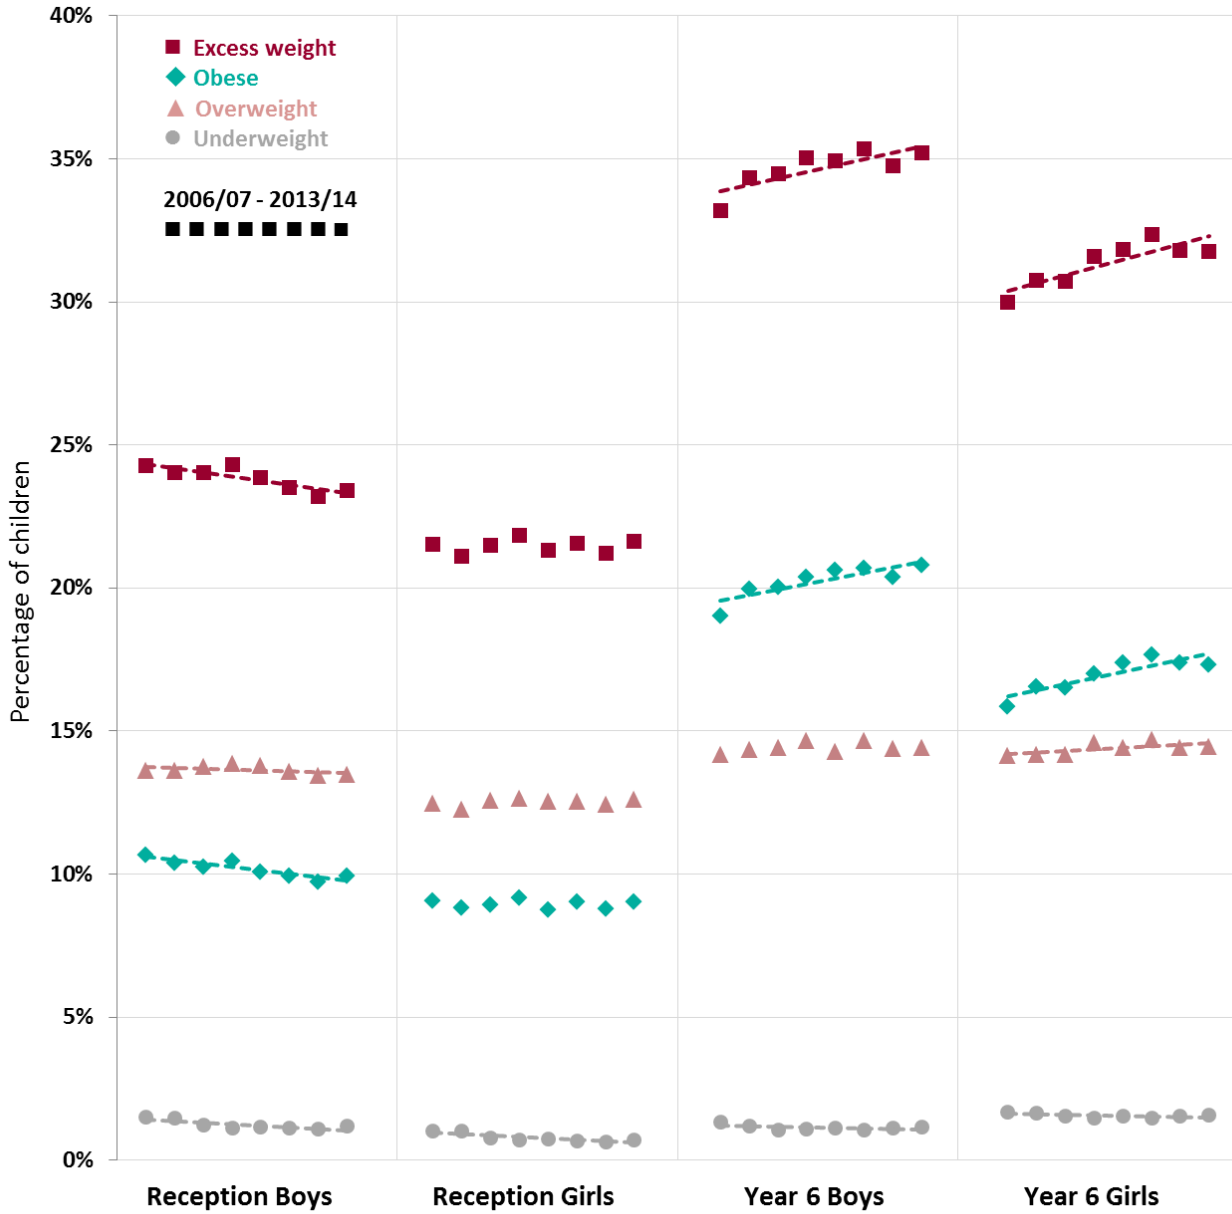 40%
Excess weight
Obese
Overweight
Underweight
35%
2006/07 - 2013/14
30%
25%
Percentage of children
20%
15%
10%
5%
0%
Reception Boys Reception Girls Year 6 Boys Year 6 Girls